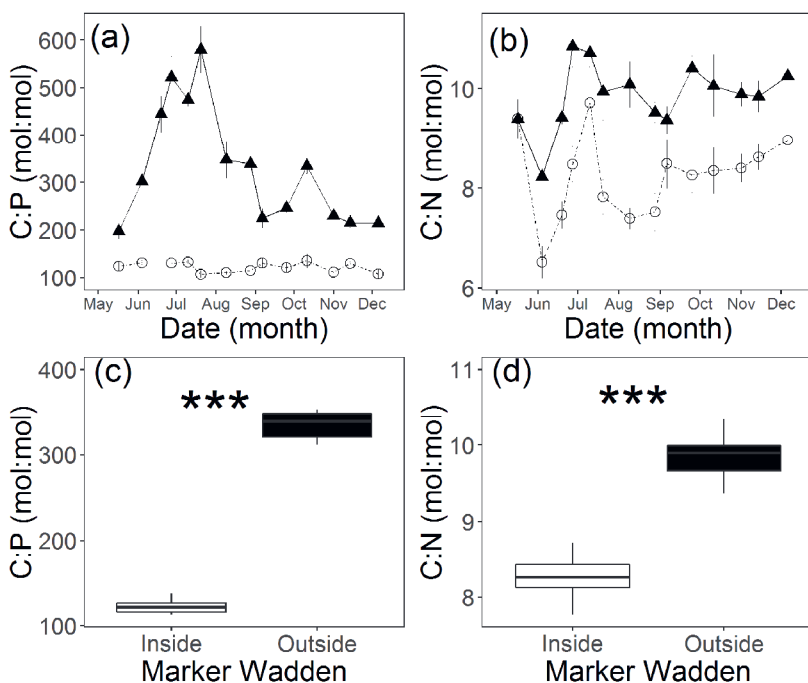 (a)
C:P (mol:mol)
600
500
400
300
200
100
May Jun Jul Aug Sep Oct Nov Dec
Date (month)
(b)
C:N (mol:mol)
10
8
6
May Jun Jul Aug Sep Oct Nov Dec
Date (month)
(c)
***
C:P (mol:mol)
400
300
200
100
Inside Outside
Marker Wadden
(d)
***
C:N (mol:mol)
11
10
9
8
Inside Outside
Marker Wadden